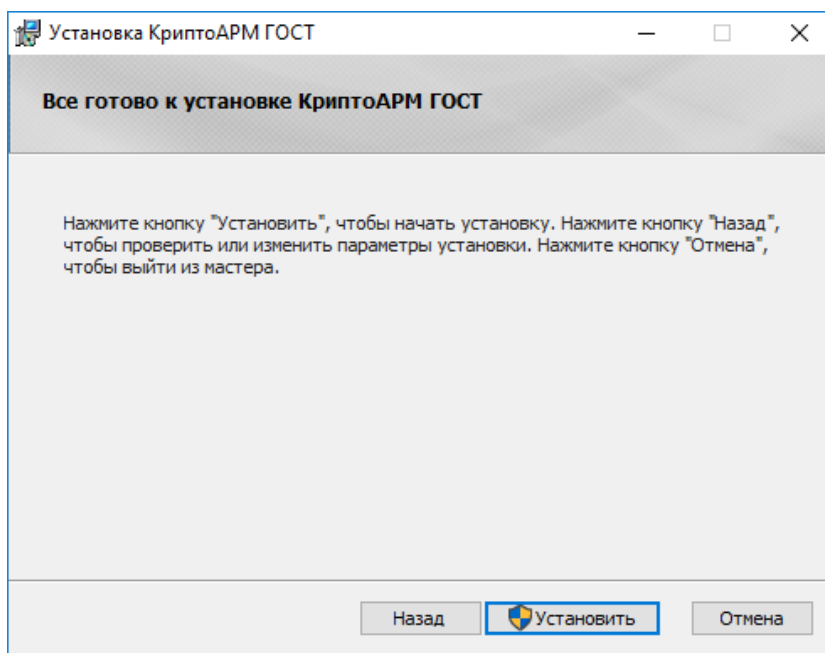 Установка КриптоАРМ ГОСТ
Все готово к установке КриптоАРМ ГОСТ
Нажмите кнопку "Установить", чтобы начать установку. Нажмите кнопку "Назад",
чтобы проверить или изменить параметры установки. Нажмите кнопку "Отмена",
чтобы выйти из мастера.
Назад Установить Отмена